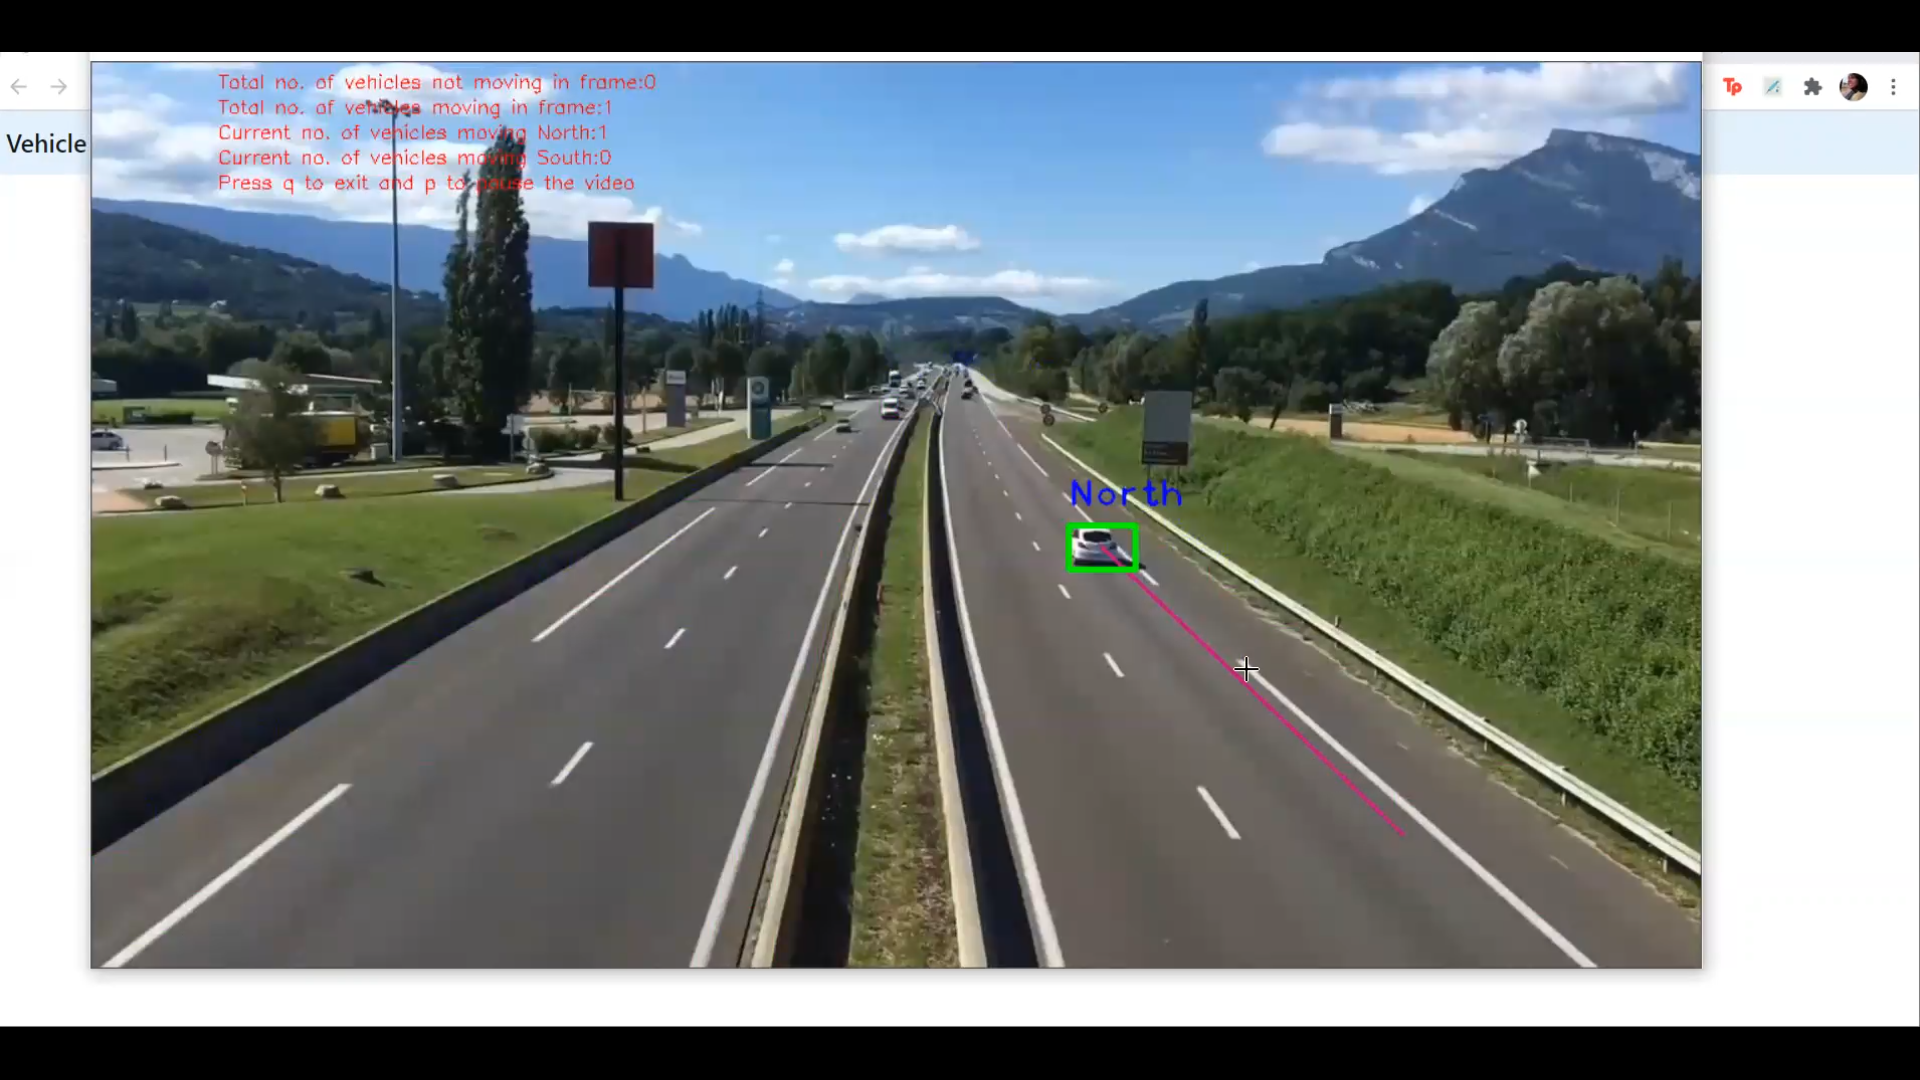 Total no. of vehicles not moving in frame:0
Total no. of vehicles moving in frame:1
Current no. of vehicles moving North:1
Current no. of vehicles moving South:0
Press q to exit and p to pause the video
Tp
Vehicle
North